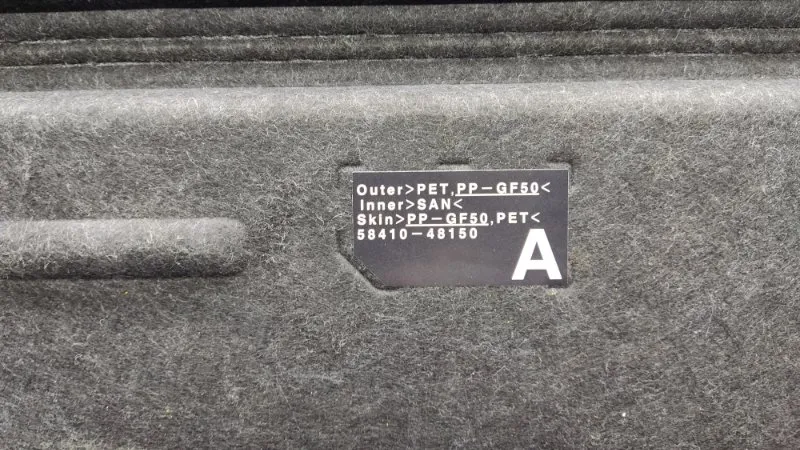 Outer>PET,PP-GF50<
Inner>SAN<
Skin>PP-GF50,PET<
58410-48150
A